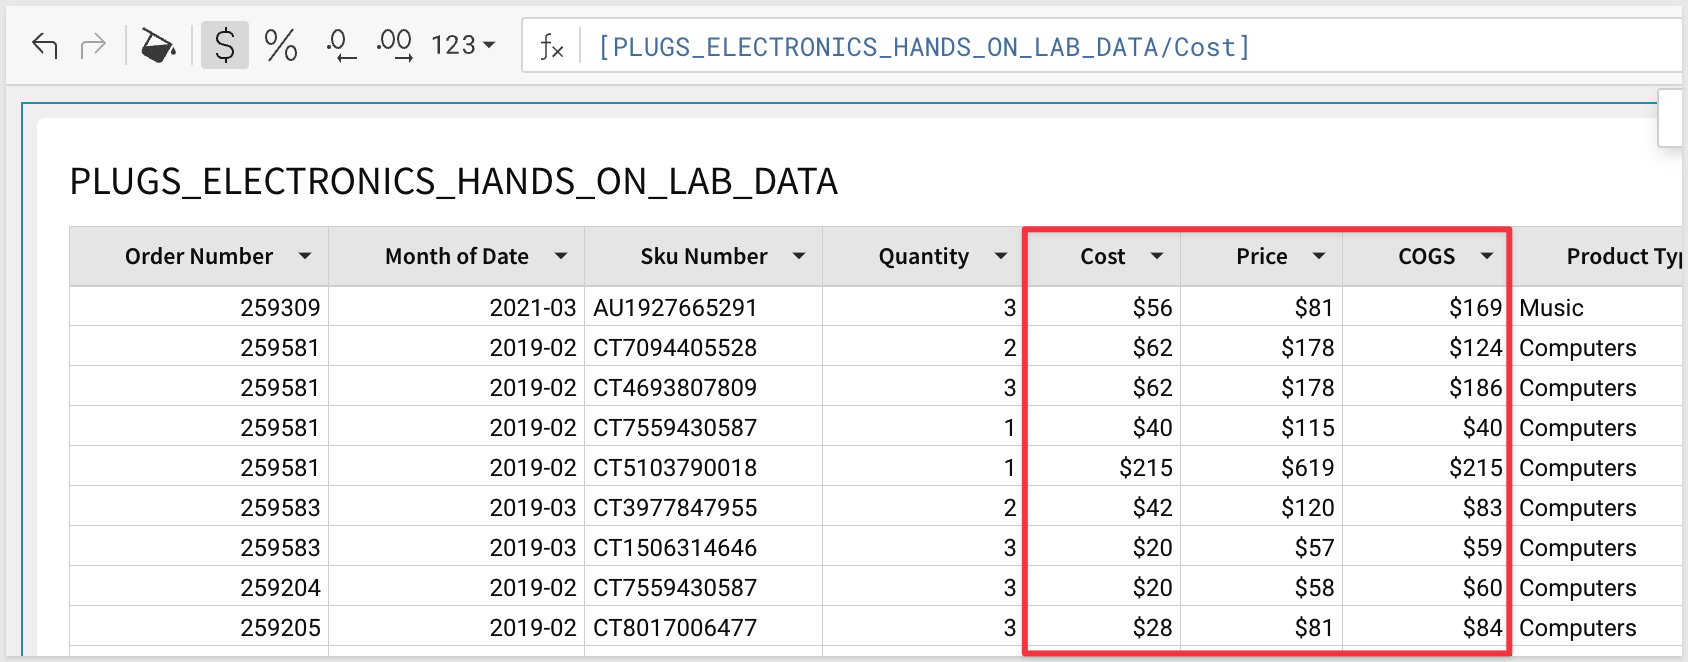 $ % .0 .00 123 fx [PLUGS_ELECTRONICS_HANDS_ON_LAB_DATA/Cost]
PLUGS_ELECTRONICS_HANDS_ON_LAB_DATA
Order Number Month of Date Sku Number Quantity Cost Price COGS Product Typ
259309 2021-03 AU1927665291 3 $56 $81 $169 Music
259581 2019-02 CT7094405528 2 $62 $178 $124 Computers
259581 2019-02 CT4693807809 3 $62 $178 $186 Computers
259581 2019-02 CT7559430587 1 $40 $115 $40 Computers
259581 2019-02 CT5103790018 1 $215 $619 $215 Computers
259583 2019-03 CT3977847955 2 $42 $120 $83 Computers
259583 2019-03 CT1506314646 3 $20 $57 $59 Computers
259204 2019-02 CT7559430587 3 $20 $58 $60 Computers
259205 2019-02 CT8017006477 3 $28 $81 $84 Computers